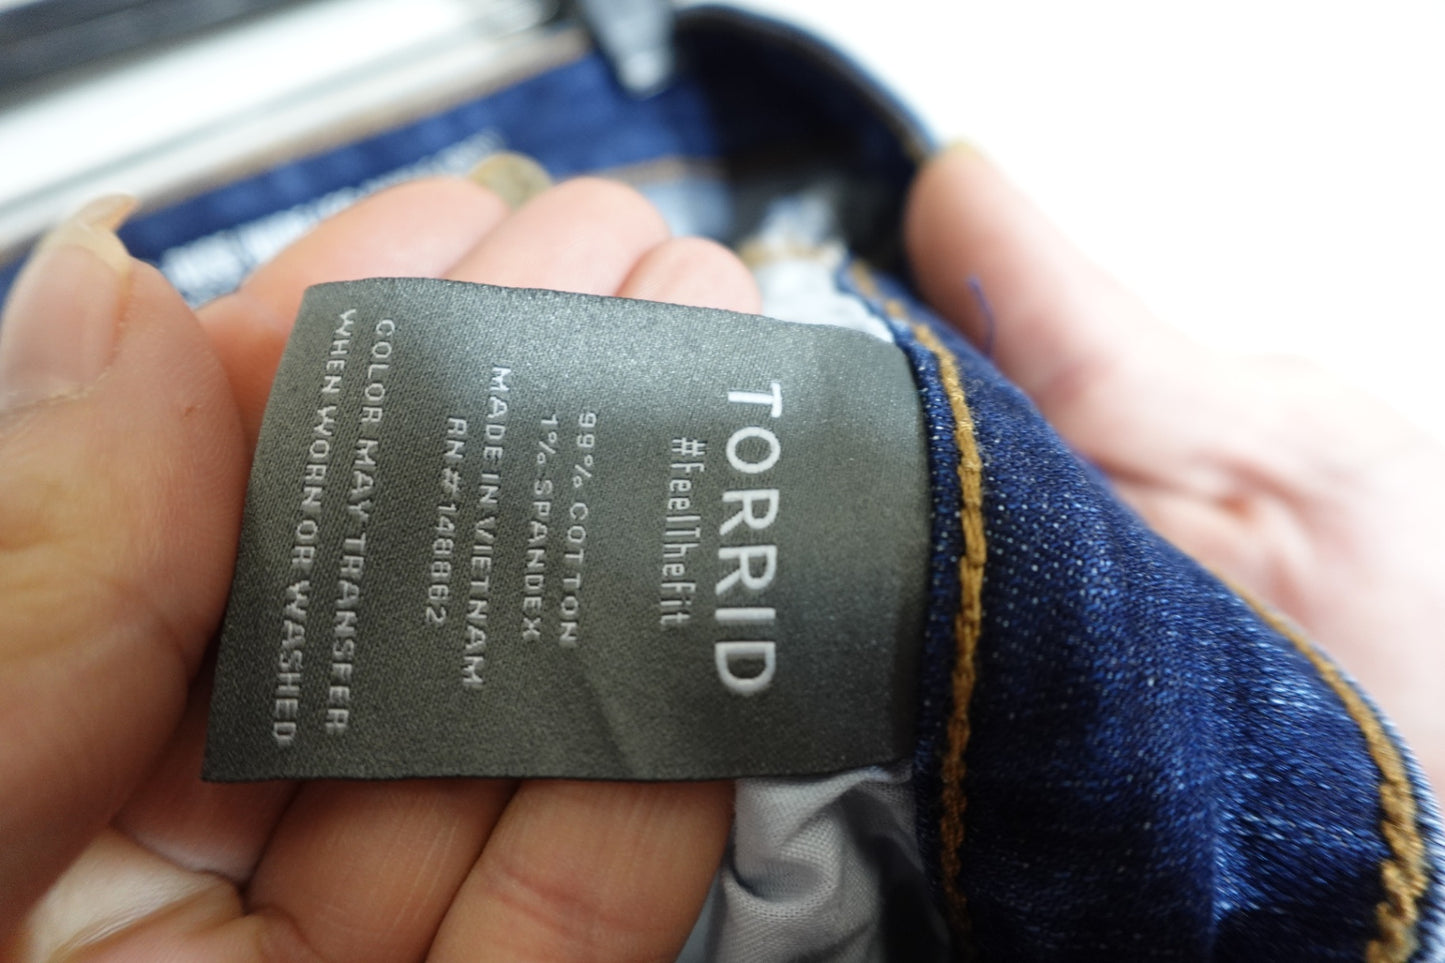 TORRID
#FeelTheFit
99% COTTON
1% SPANDEX
MADE IN VIETNAM
RN#148862
COLOR MAY TRANSFER
WHEN WORN OR WASHED